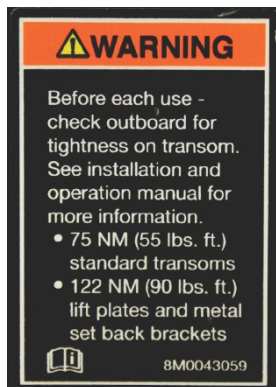 WARNING
Before each use -
check outboard for
tightness on transom.
See installation and
operation manual for
more information.
• 75 NM (55 lbs. ft.)
standard transoms
• 122 NM (90 lbs. ft.)
lift plates and metal
set back brackets
8M0043059